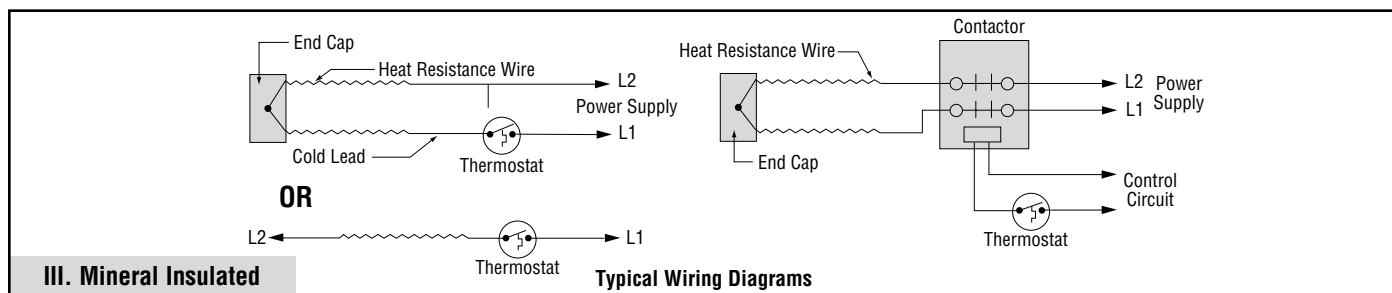 End Cap
Heat Resistance Wire
L2
Power Supply
L1
Cold Lead
Thermostat
OR
L2
L1
Thermostat
Contactor
Heat Resistance Wire
L2
L1
Power
Supply
End Cap
Control
Circuit
Thermostat
III. Mineral Insulated
Typical Wiring Diagrams